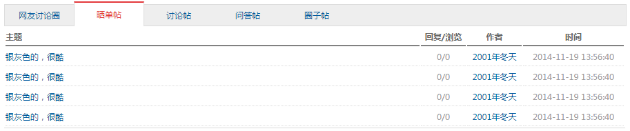 网友讨论圈 晒单帖 讨论帖 问答帖 圈子帖
主题 回复/浏览 作者 时间
银灰色的，很酷 0/0 2001年冬天 2014-11-19 13:56:40
银灰色的，很酷 0/0 2001年冬天 2014-11-19 13:56:40
银灰色的，很酷 0/0 2001年冬天 2014-11-19 13:56:40
银灰色的，很酷 0/0 2001年冬天 2014-11-19 13:56:40